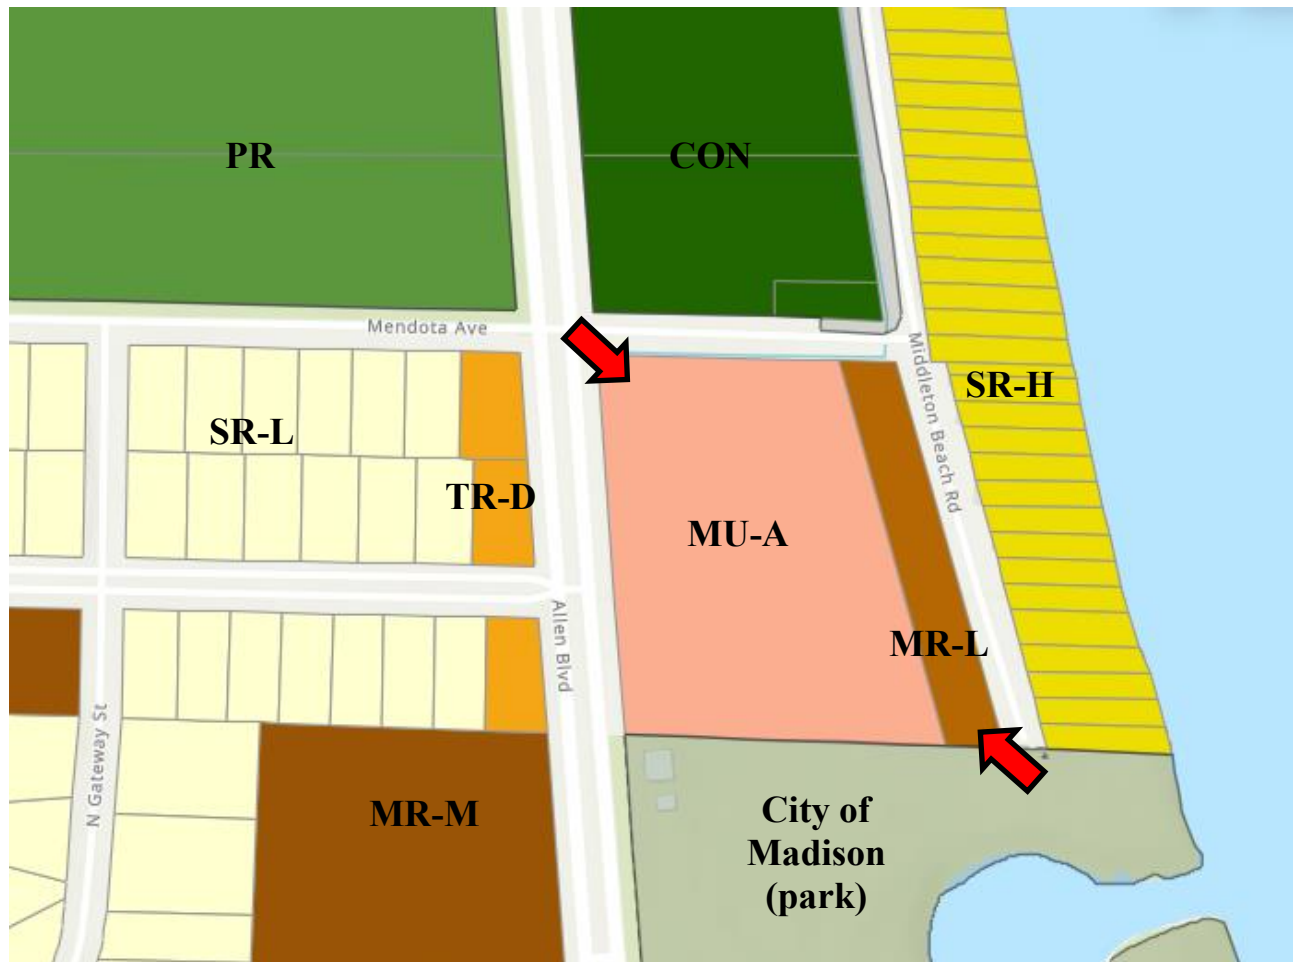 PR
CON
Mendota Ave
Middleton Beach Rd
SR-H
SR-L
TR-D
MU-A
Allen Blvd
MR-L
N Gateway St
MR-M
City of
Madison
(park)